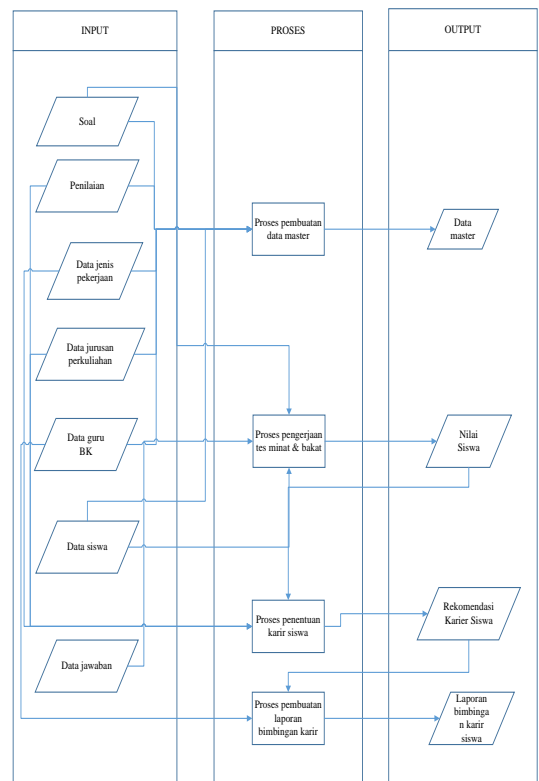 INPUT
PROSES
OUTPUT
Soal
Penilaian
Data jenis
pekerjaan
Data jurusan
perkuliahan
Data guru
BK
Data siswa
Data jawaban
Proses pembuatan
data master
Proses pengerjaan
tes minat & bakat
Proses penentuan
karir siswa
Proses pembuatan
laporan
bimbingan karir
Data
master
Nilai
Siswa
Rekomendasi
Karier Siswa
Laporan
bimbinga
n karir
siswa